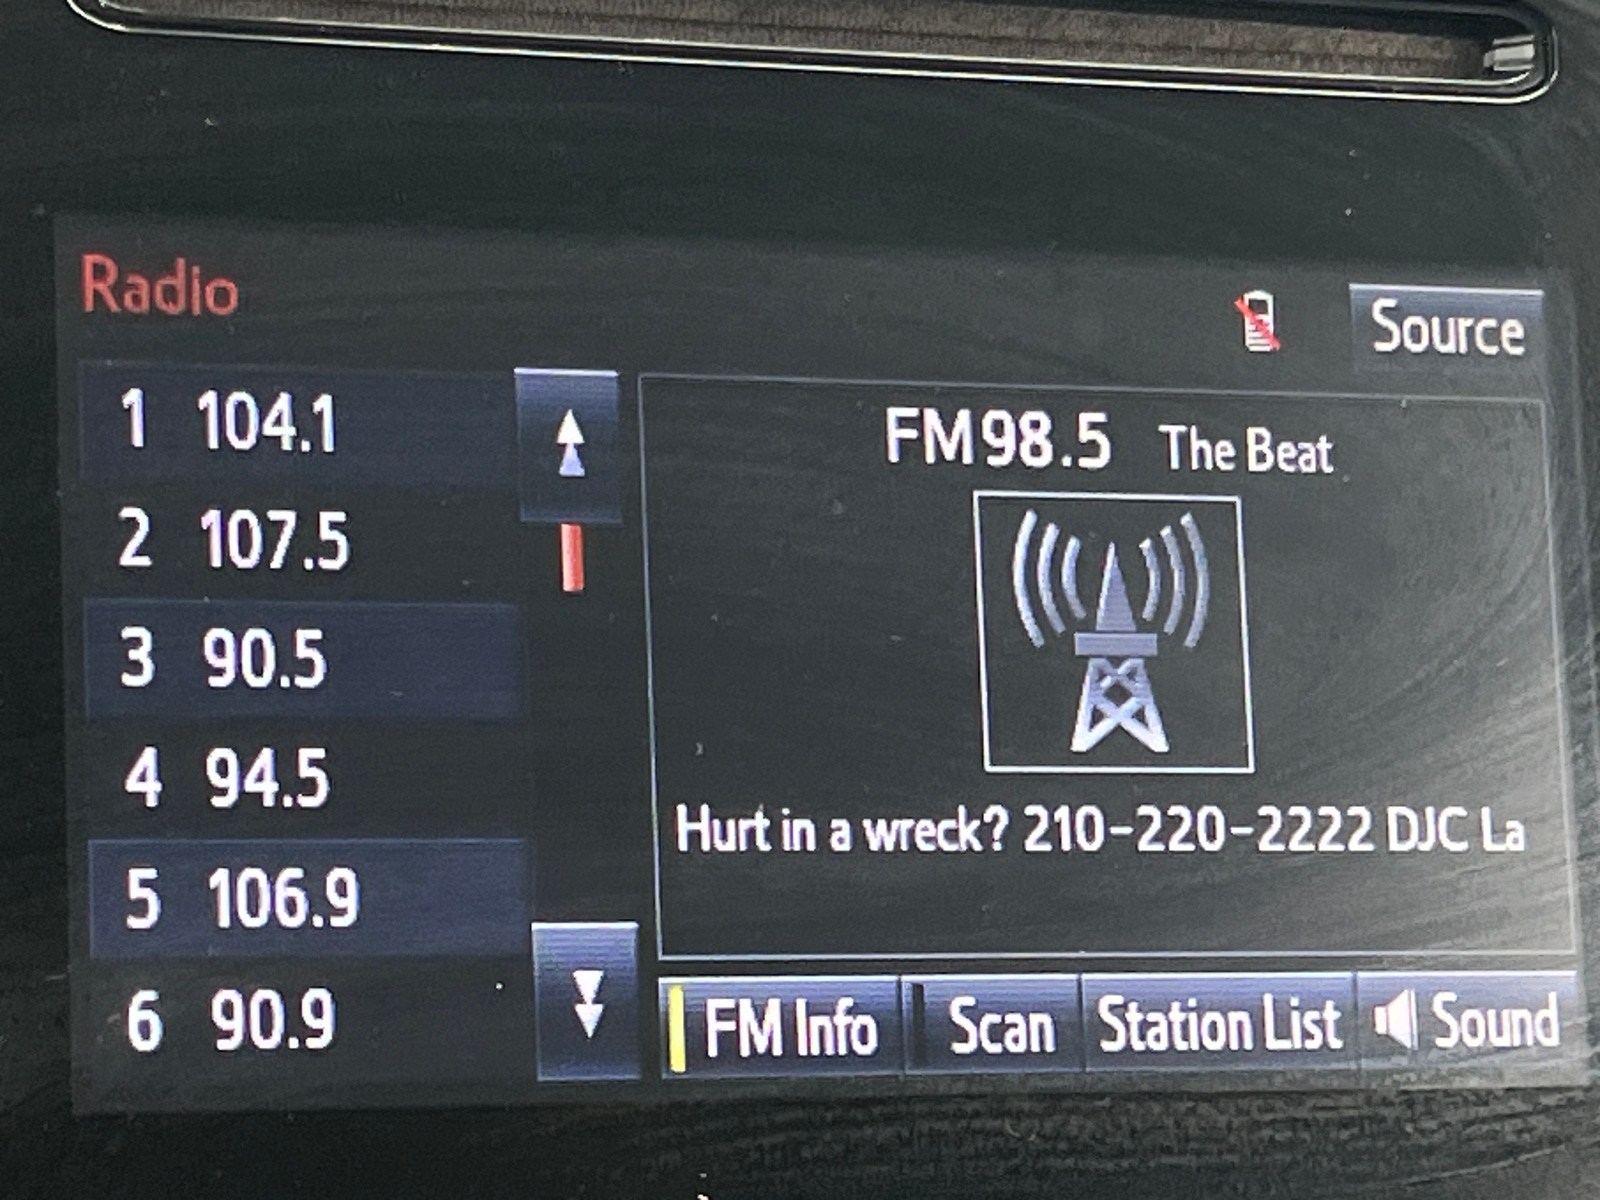 Radio
Source
1 104.1
2 107.5
3 90.5
4 94.5
5 106.9
6 90.9
FM98.5 The Beat
Hurt in a wreck? 210-220-2222 DJC La
FM Info
Scan
Station List
Sound